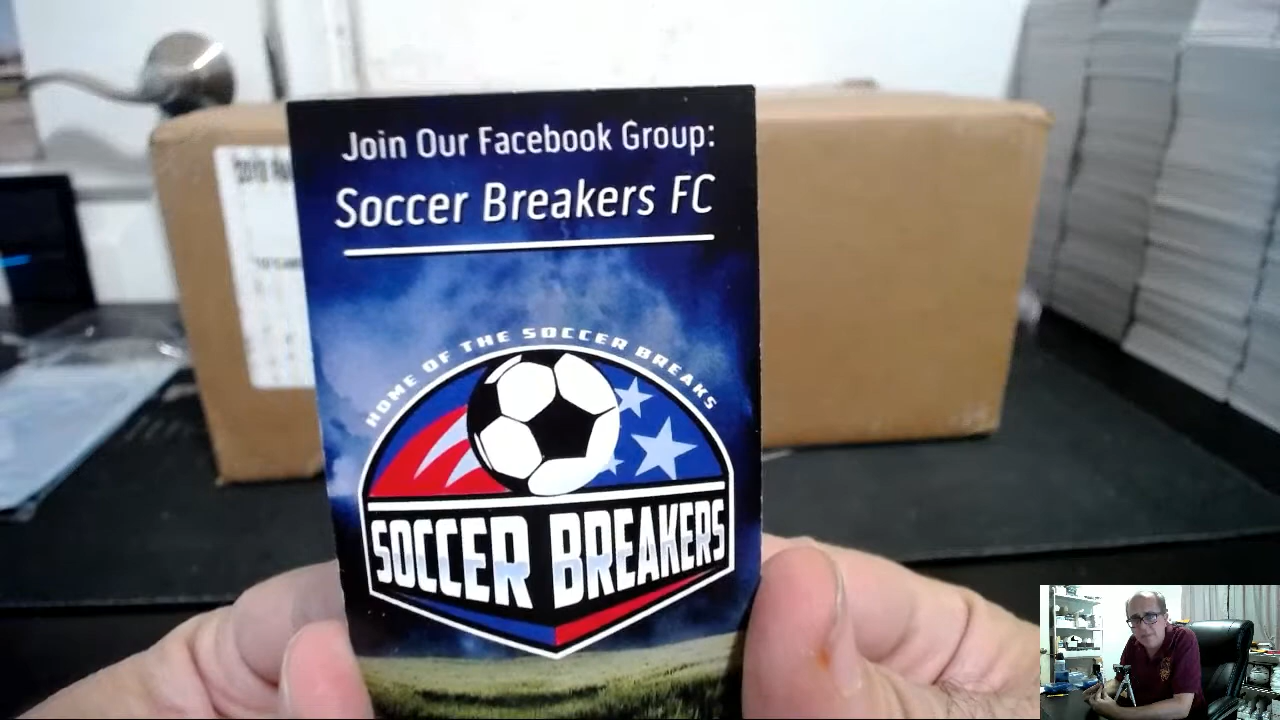 Join Our Facebook Group:
Soccer Breakers FC
HOME OF THE SOCCER BREAKS
SOCCER BREAKERS